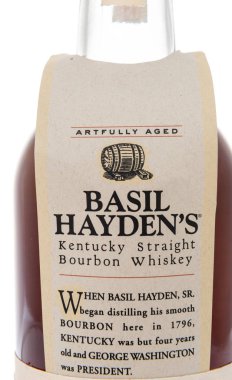 ARTFULLY AGED
BASIL
HAYDEN'S®
Kentucky Straight
Bourbon Whiskey
WHEN BASIL HAYDEN, SR.
began distilling his smooth
BOURBON here in 1796,
KENTUCKY was but four years
old and GEORGE WASHINGTON
was PRESIDENT.